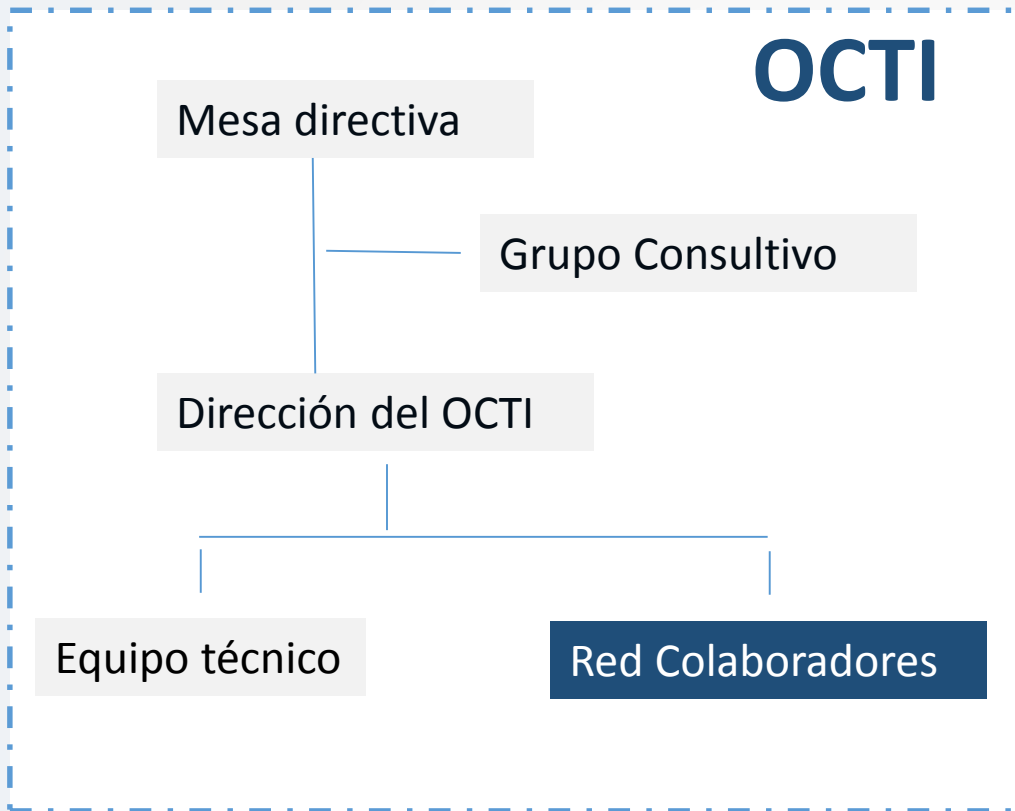 OCTI
Mesa directiva
Grupo Consultivo
Dirección del OCTI
Equipo técnico
Red Colaboradores